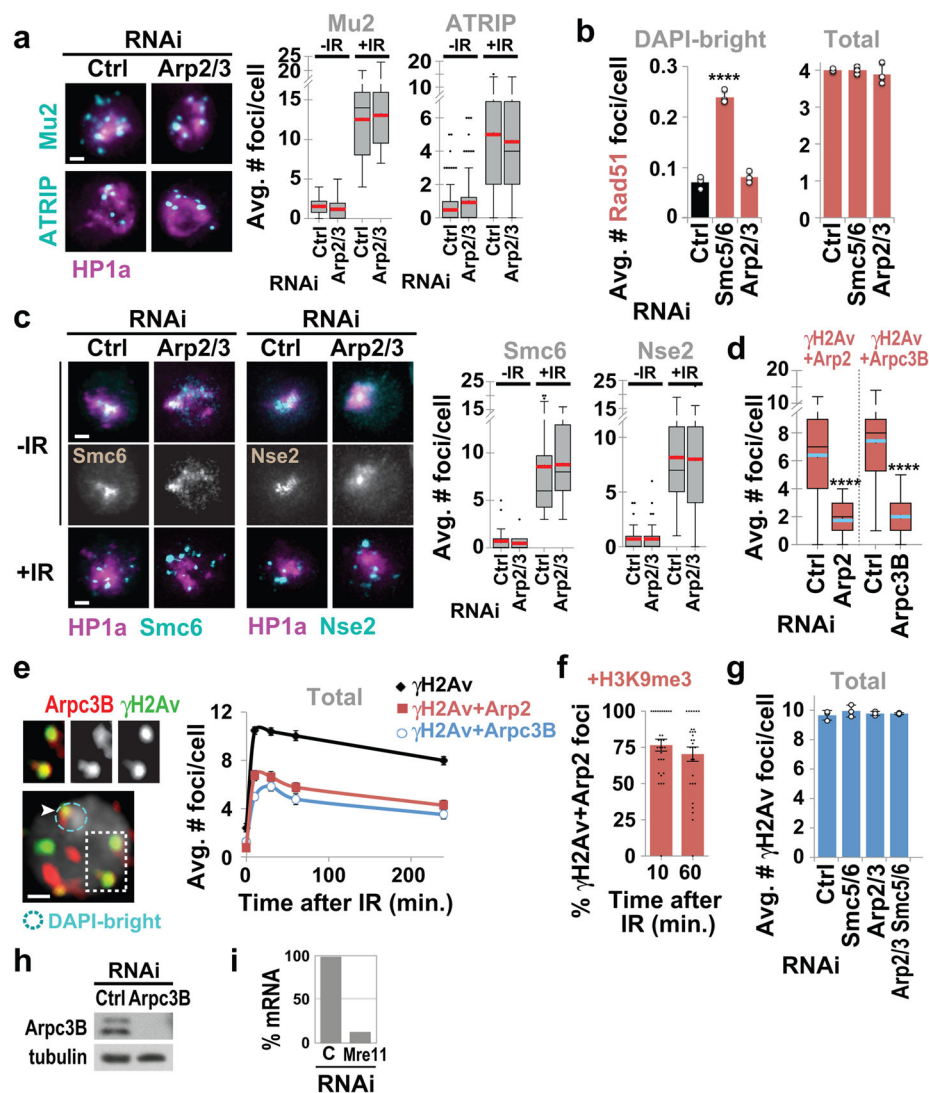 a
RNAi
Ctrl Arp2/3
Mu2
ATRIP
HP1a
Mu2
-IR +IR
Avg. # foci/cell
23
20
15
10
5
0
Ctrl Arp2/3 Ctrl Arp2/3
RNAi
ATRIP
-IR +IR
22
14
8
6
4
2
0
Ctrl Arp2/3 Ctrl Arp2/3
RNAi
b
DAPI-bright
Total
Avg. # Rad51 foci/cell
0.3
0.2
0.1
0
****
Ctrl Smc5/6 Arp2/3
4
3
2
1
0
Ctrl Smc5/6 Arp2/3
RNAi
c
RNAi RNAi
Ctrl Arp2/3 Ctrl Arp2/3
-IR
Smc6
Nse2
+IR
HP1a Smc6 HP1a Nse2
Smc6
-IR +IR
Avg. # foci/cell
25
15
10
5
0
Ctrl Arp2/3 Ctrl Arp2/3
RNAi
Nse2
-IR +IR
25
15
10
5
0
Ctrl Arp2/3 Ctrl Arp2/3
RNAi
d
γH2Av +Arp2
γH2Av +Arpc3B
Avg. # foci/cell
20
10
8
6
4
2
0
**** ****
Ctrl Arp2 Ctrl Arpc3B
RNAi
e
Arpc3B γH2Av
DAPI-bright
Total
γH2Av
γH2Av+Arp2
γH2Av+Arpc3B
Avg. # foci/cell
12
8
4
0
0 100 200
Time after IR (min.)
f
+H3K9me3
% γH2Av+Arp2 foci
100
75
50
25
0
10 60
Time after
IR (min.)
g
Total
Avg. # γH2Av foci/cell
10
8
6
4
2
0
Ctrl Smc5/6 Arp2/3 Arp2/3 Smc5/6
RNAi
h
RNAi
Ctrl Arpc3B
Arpc3B
tubulin
i
% mRNA
100
50
0
C Mre11
RNAi